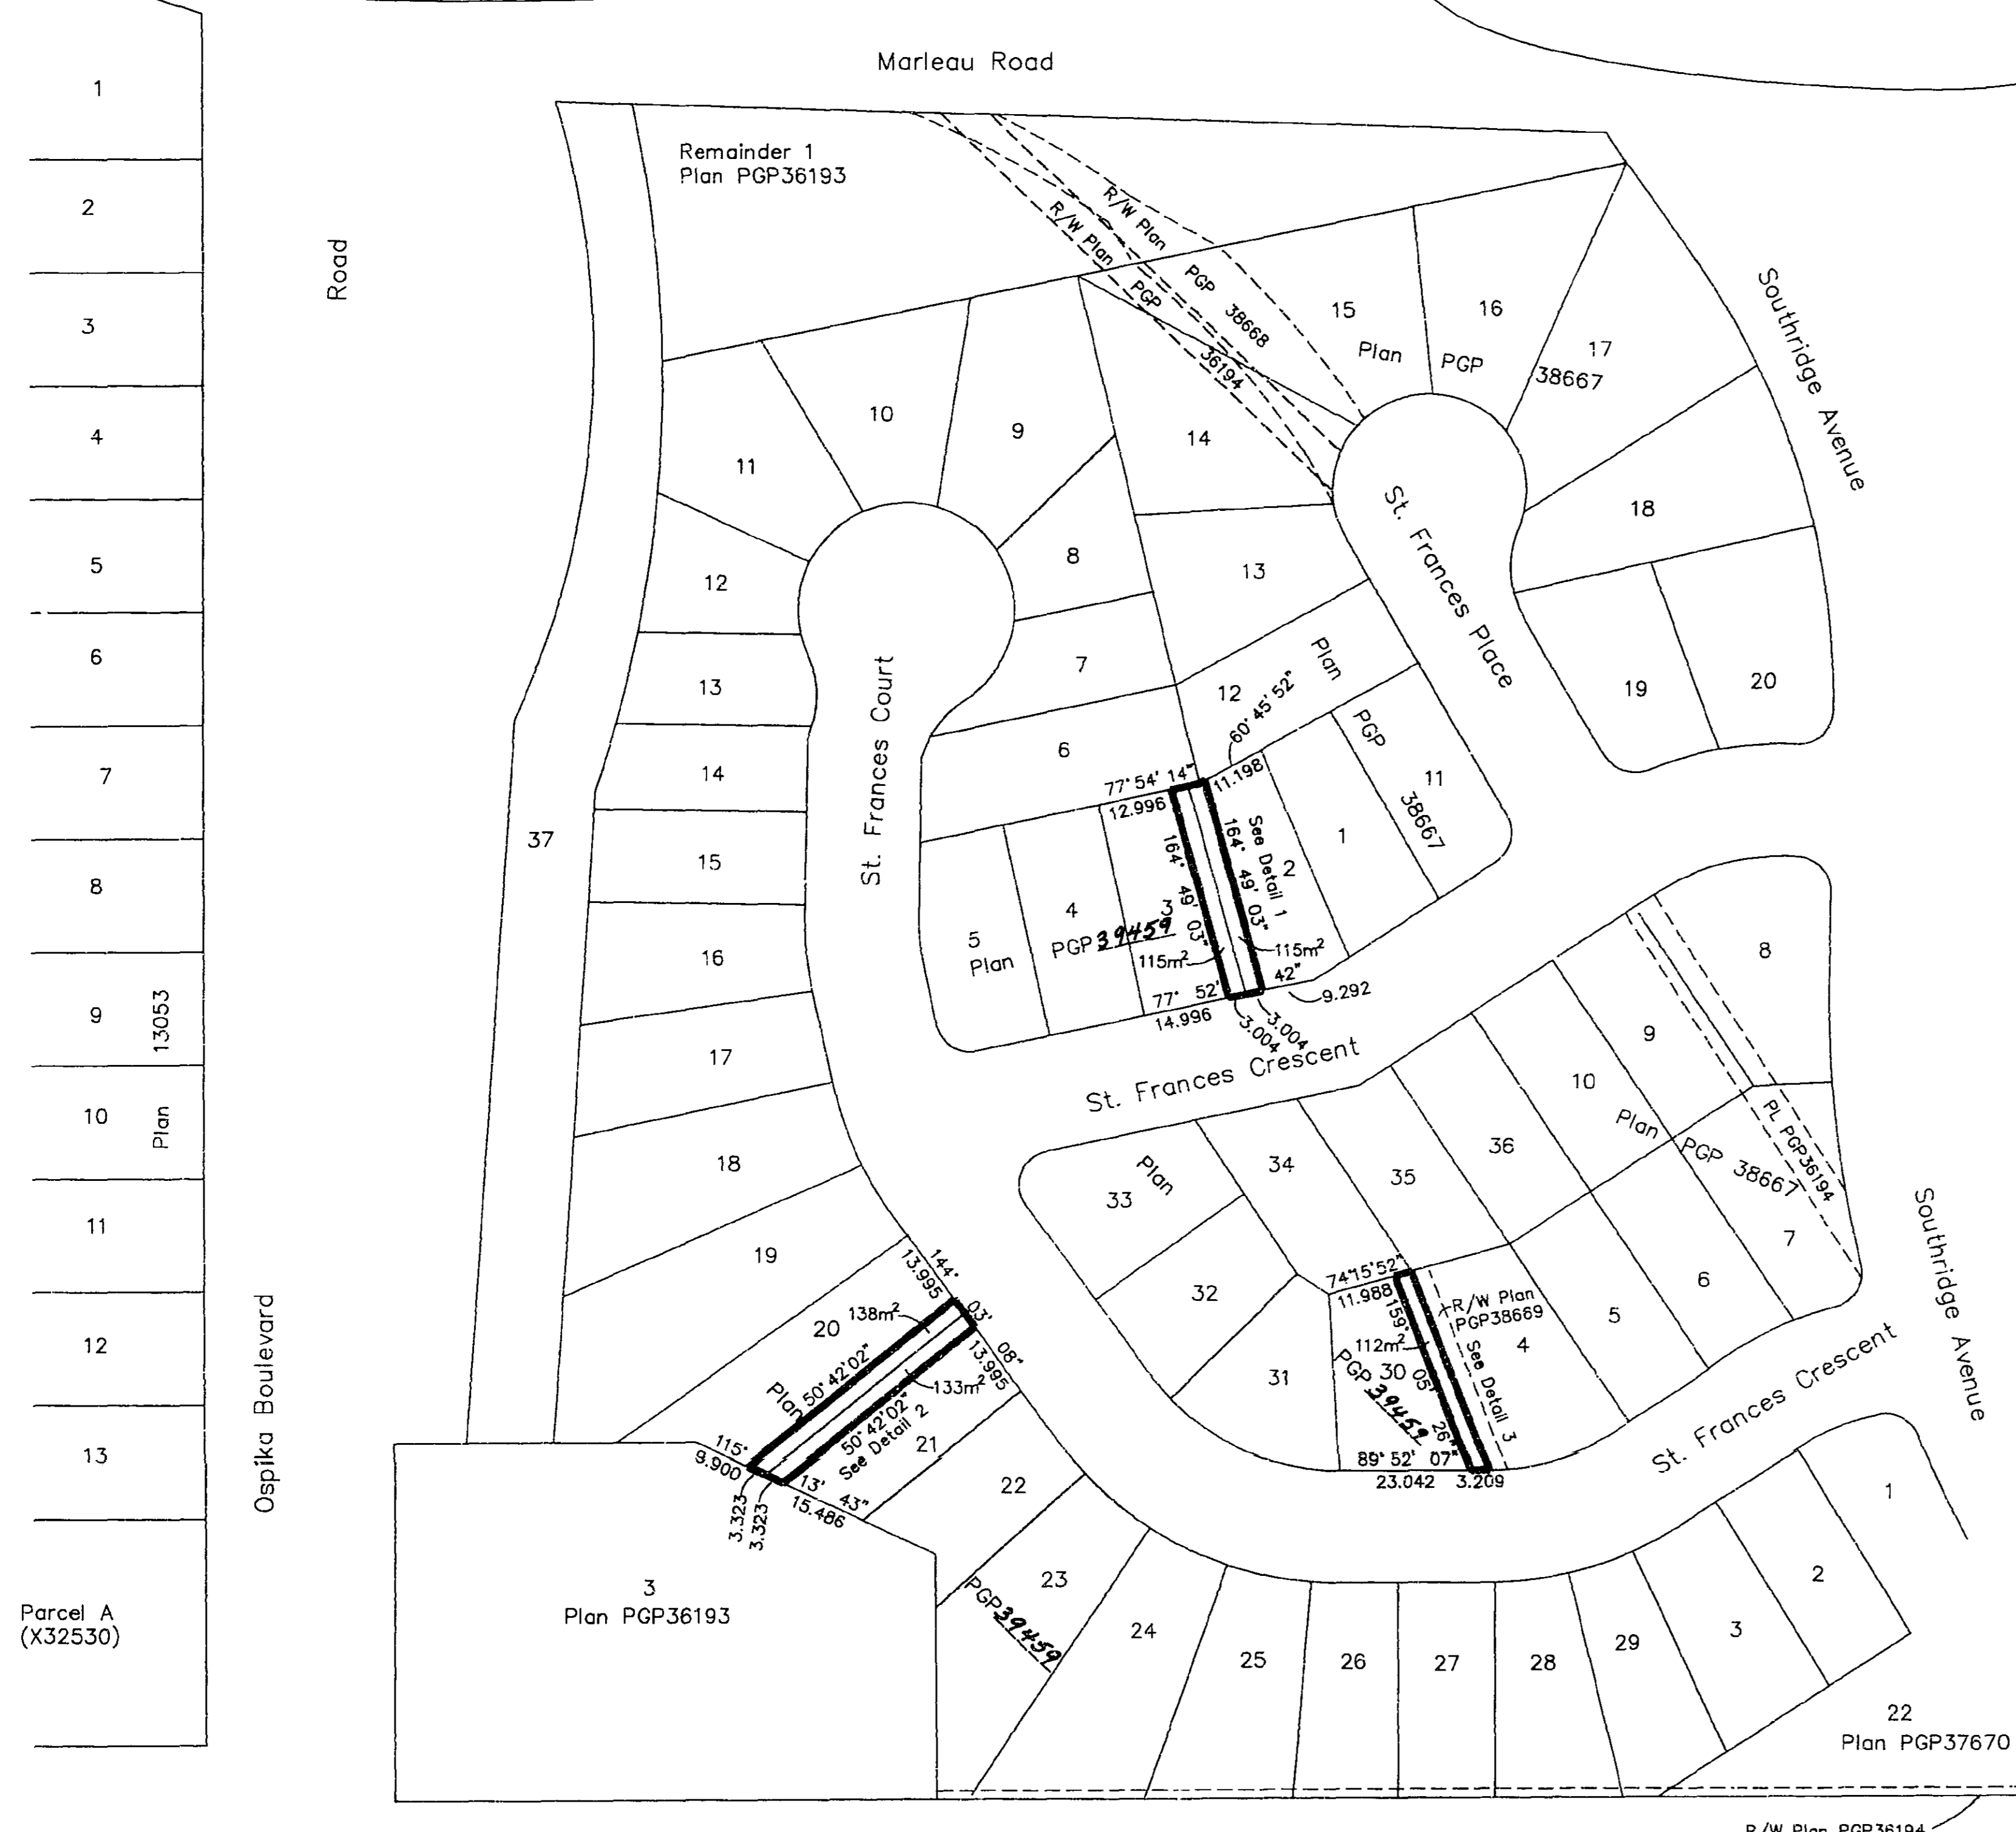 Marleau Road
1
2
3
4
5
6
7
8
9
10
11
12
13
Plan 13053
Parcel A
(X32530)
Road
Ospika Boulevard
Remainder 1
Plan PGP36193
R/W Plan PGP 38668
R/W Plan PGP 36194
15
16
17
Plan PGP 38667
Southridge Avenue
18
19
20
14
13
12
Plan PGP 38667
11
1
2
St. Frances Place
10
9
11
8
12
7
13
6
14
15
16
17
18
19
37
St. Frances Court
60° 45' 52"
77° 54' 14"
11.198
12.996
164° 49' 03"
164° 49' 03"
See Detail 1
5
4
3
Plan PGP 39459
115m²
115m²
77° 52' 42"
14.996
9.292
3.004
3.004
St. Frances Crescent
8
9
10
Plan PGP 38667
PL PGP36194
36
35
34
33
Plan
32
31
30
PGP 39459
7
6
5
4
74°15'52"
11.988
159° 05' 26"
R/W Plan
PGP38669
112m²
See Detail 3
89° 52' 07"
23.042
3.209
St. Frances Crescent
Southridge Avenue
144° 03' 08"
13.995
13.995
20
138m²
133m²
50° 42'02"
50° 42'02"
See Detail 2
Plan
115° 13' 43"
9.900
3.323
3.323
15.486
21
22
23
PGP 39459
24
25
26
27
28
29
3
2
1
3
Plan PGP36193
22
Plan PGP37670
R/W Plan PGP36194